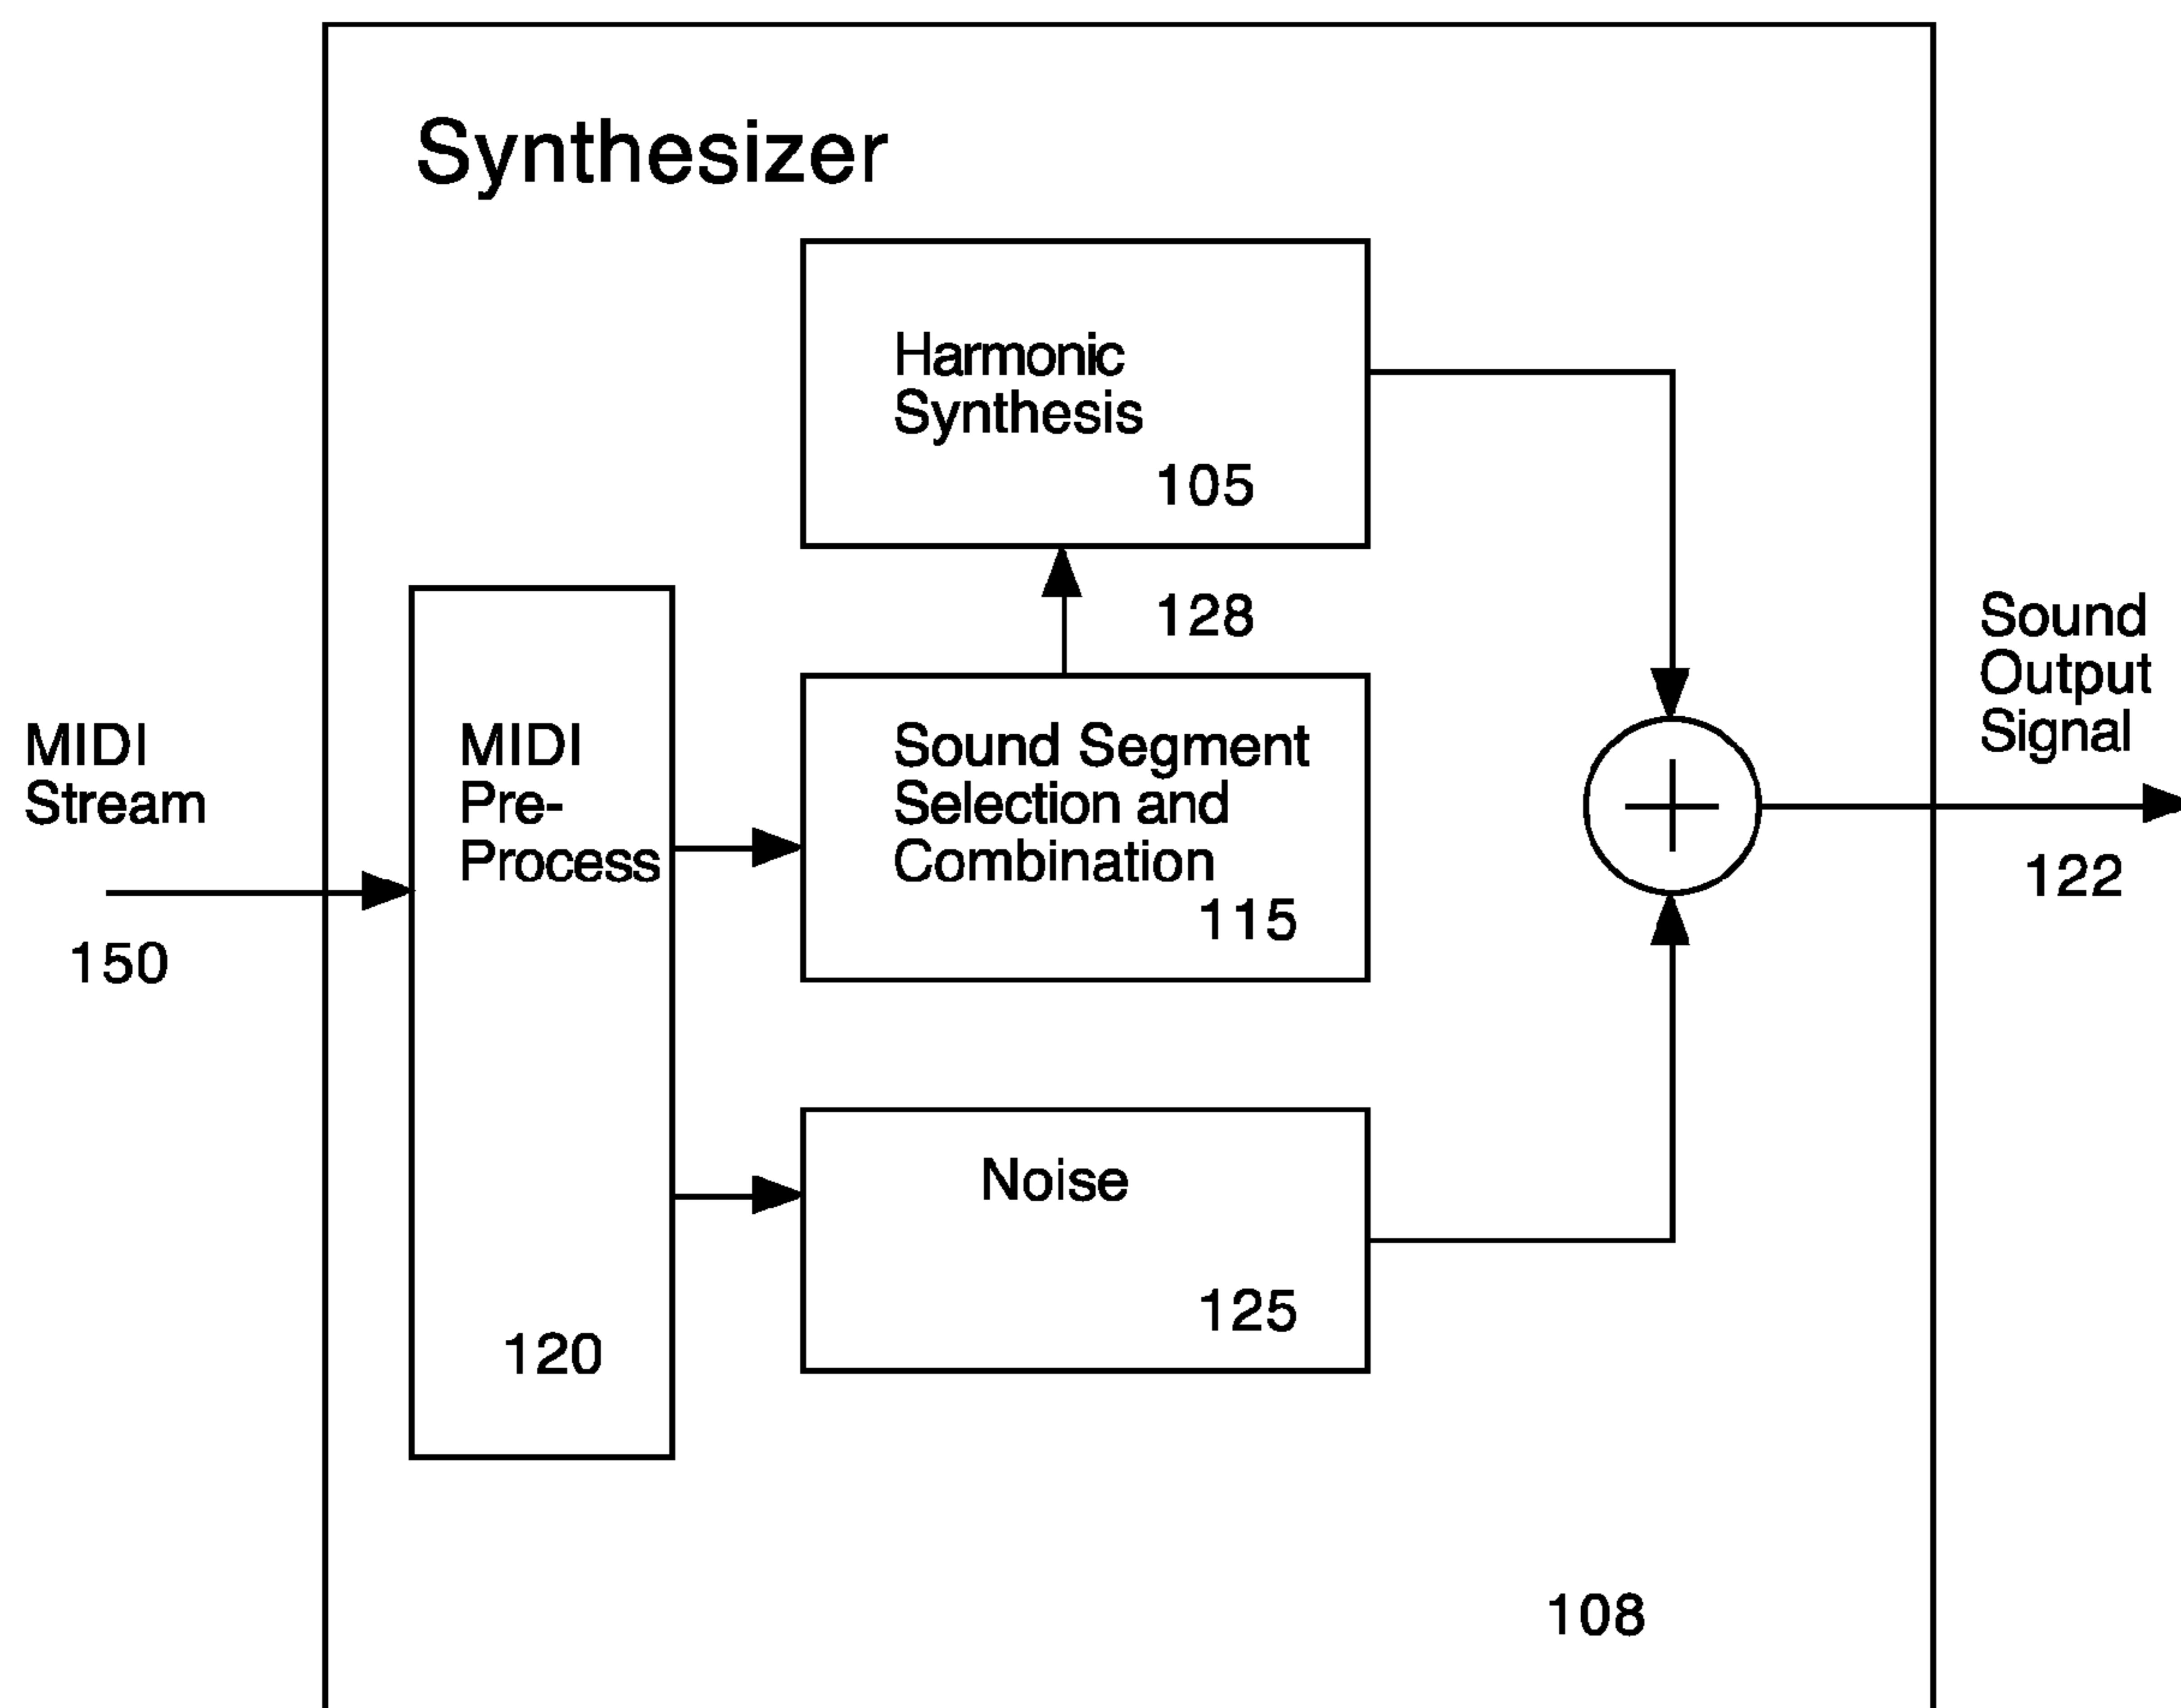 Synthesizer
Harmonic
Synthesis
105
128
MIDI
Stream
150
MIDI
Pre-
Process
120
Sound Segment
Selection and
Combination
115
Noise
125
Sound
Output
Signal
122
108